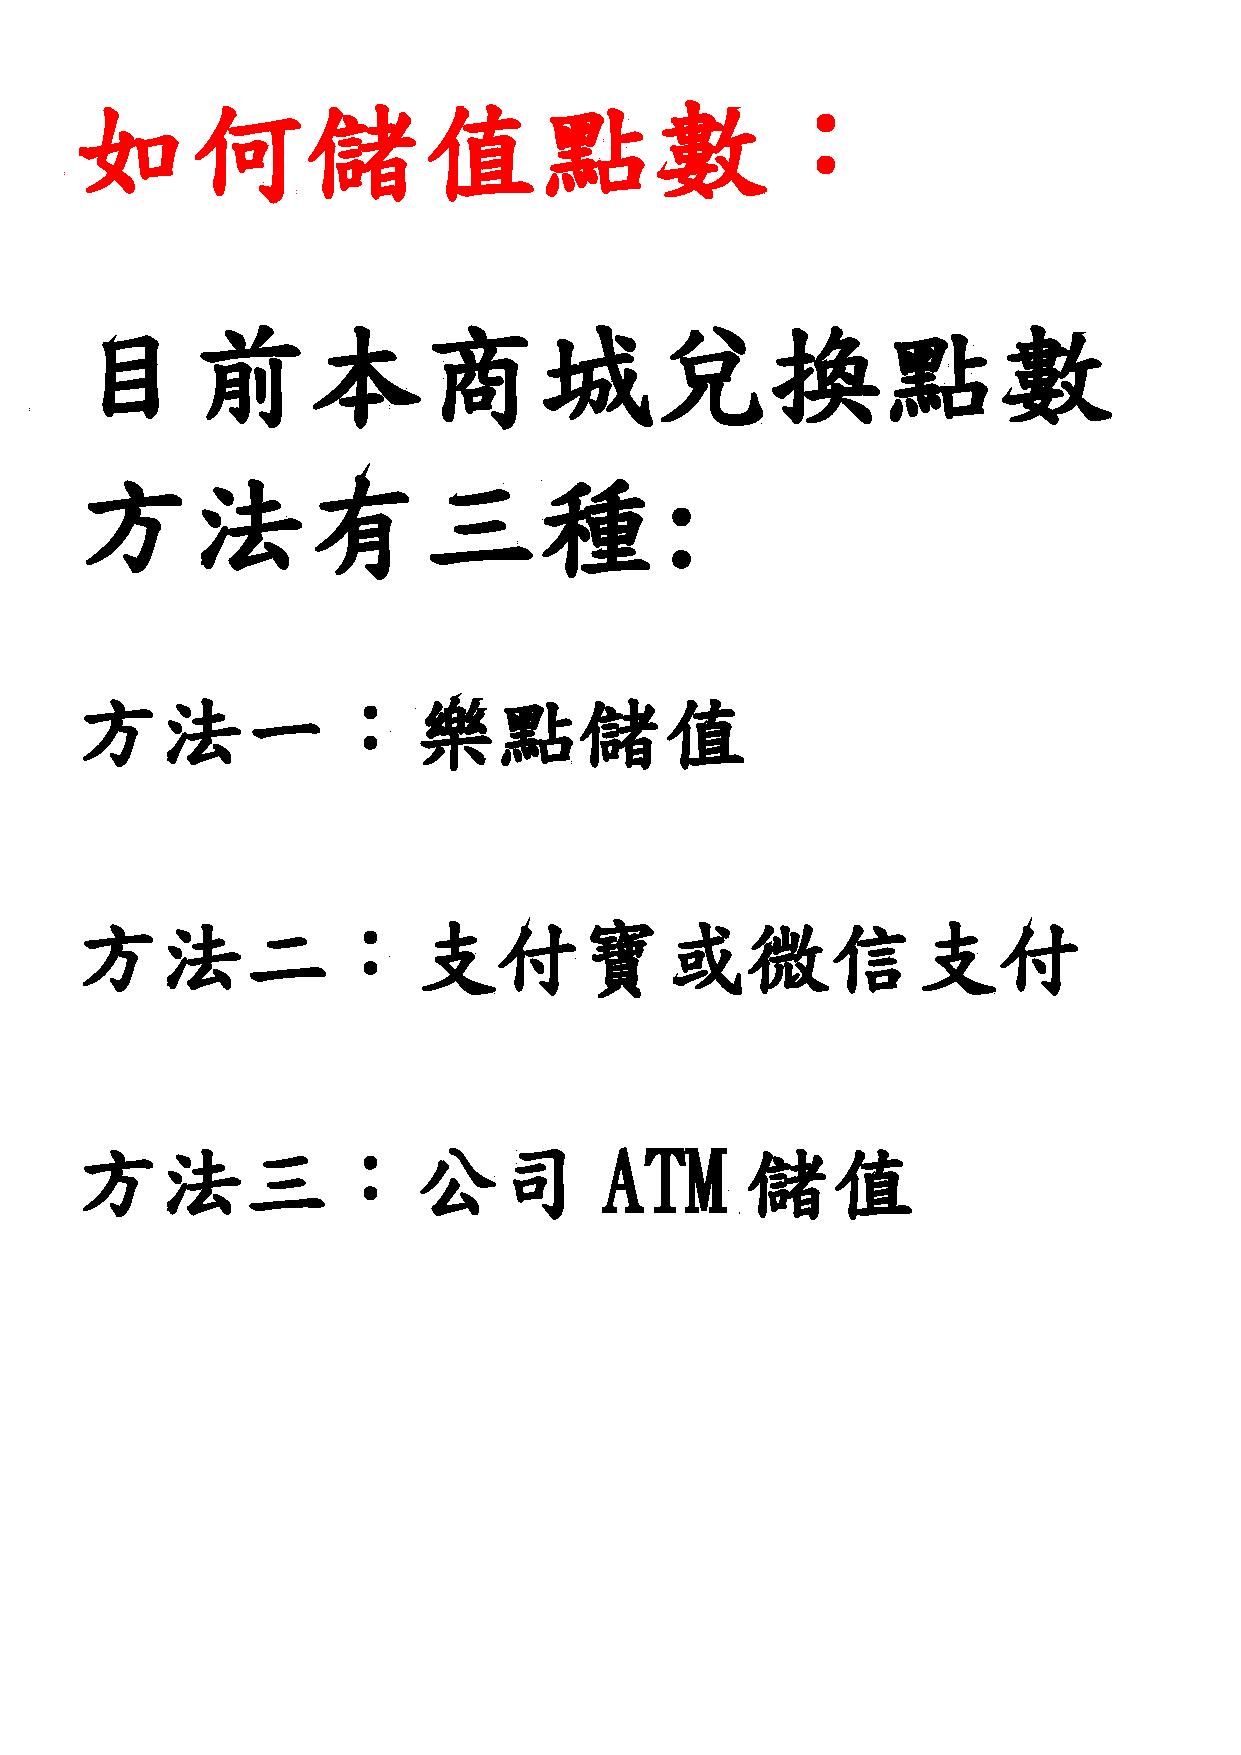 如何儲值點數：
目前本商城兌換點數
方法有三種:
方法一：樂點儲值
方法二：支付寶或微信支付
方法三：公司 ATM 儲值